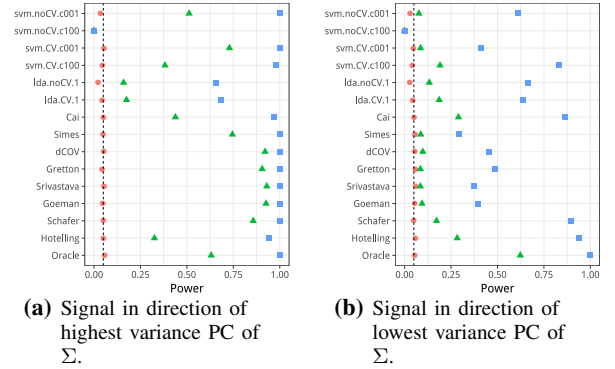 svm.noCV.c001
svm.noCV.c100
svm.CV.c001
svm.CV.c100
lda.noCV.1
lda.CV.1
Cai
Simes
dCOV
Gretton
Srivastava
Goeman
Schafer
Hotelling
Oracle
0.00 0.25 0.50 0.75 1.00
Power
(a) Signal in direction of
highest variance PC of
Σ.
svm.noCV.c001
svm.noCV.c100
svm.CV.c001
svm.CV.c100
lda.noCV.1
lda.CV.1
Cai
Simes
dCOV
Gretton
Srivastava
Goeman
Schafer
Hotelling
Oracle
0.00 0.25 0.50 0.75 1.00
Power
(b) Signal in direction of
lowest variance PC of
Σ.